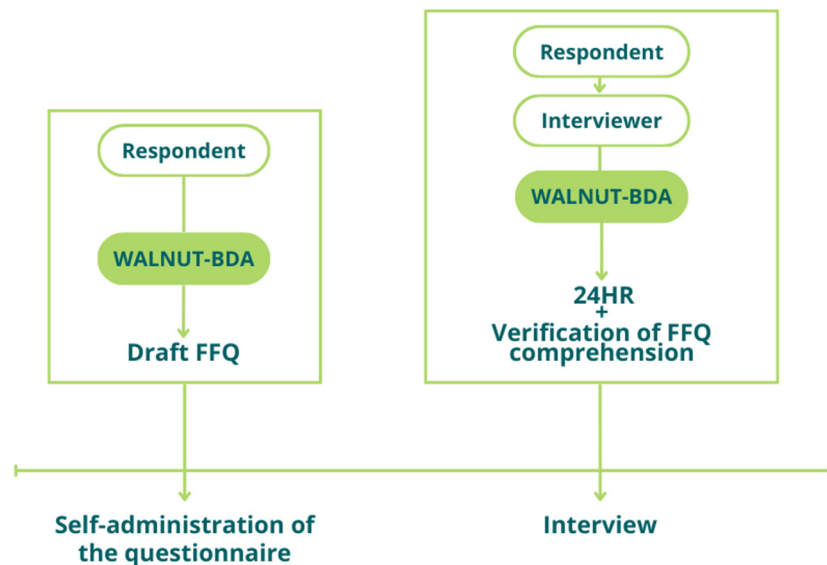 Respondent
WALNUT-BDA
Draft FFQ
Self-administration of
the questionnaire
Respondent
Interviewer
WALNUT-BDA
24HR
+
Verification of FFQ
comprehension
Interview